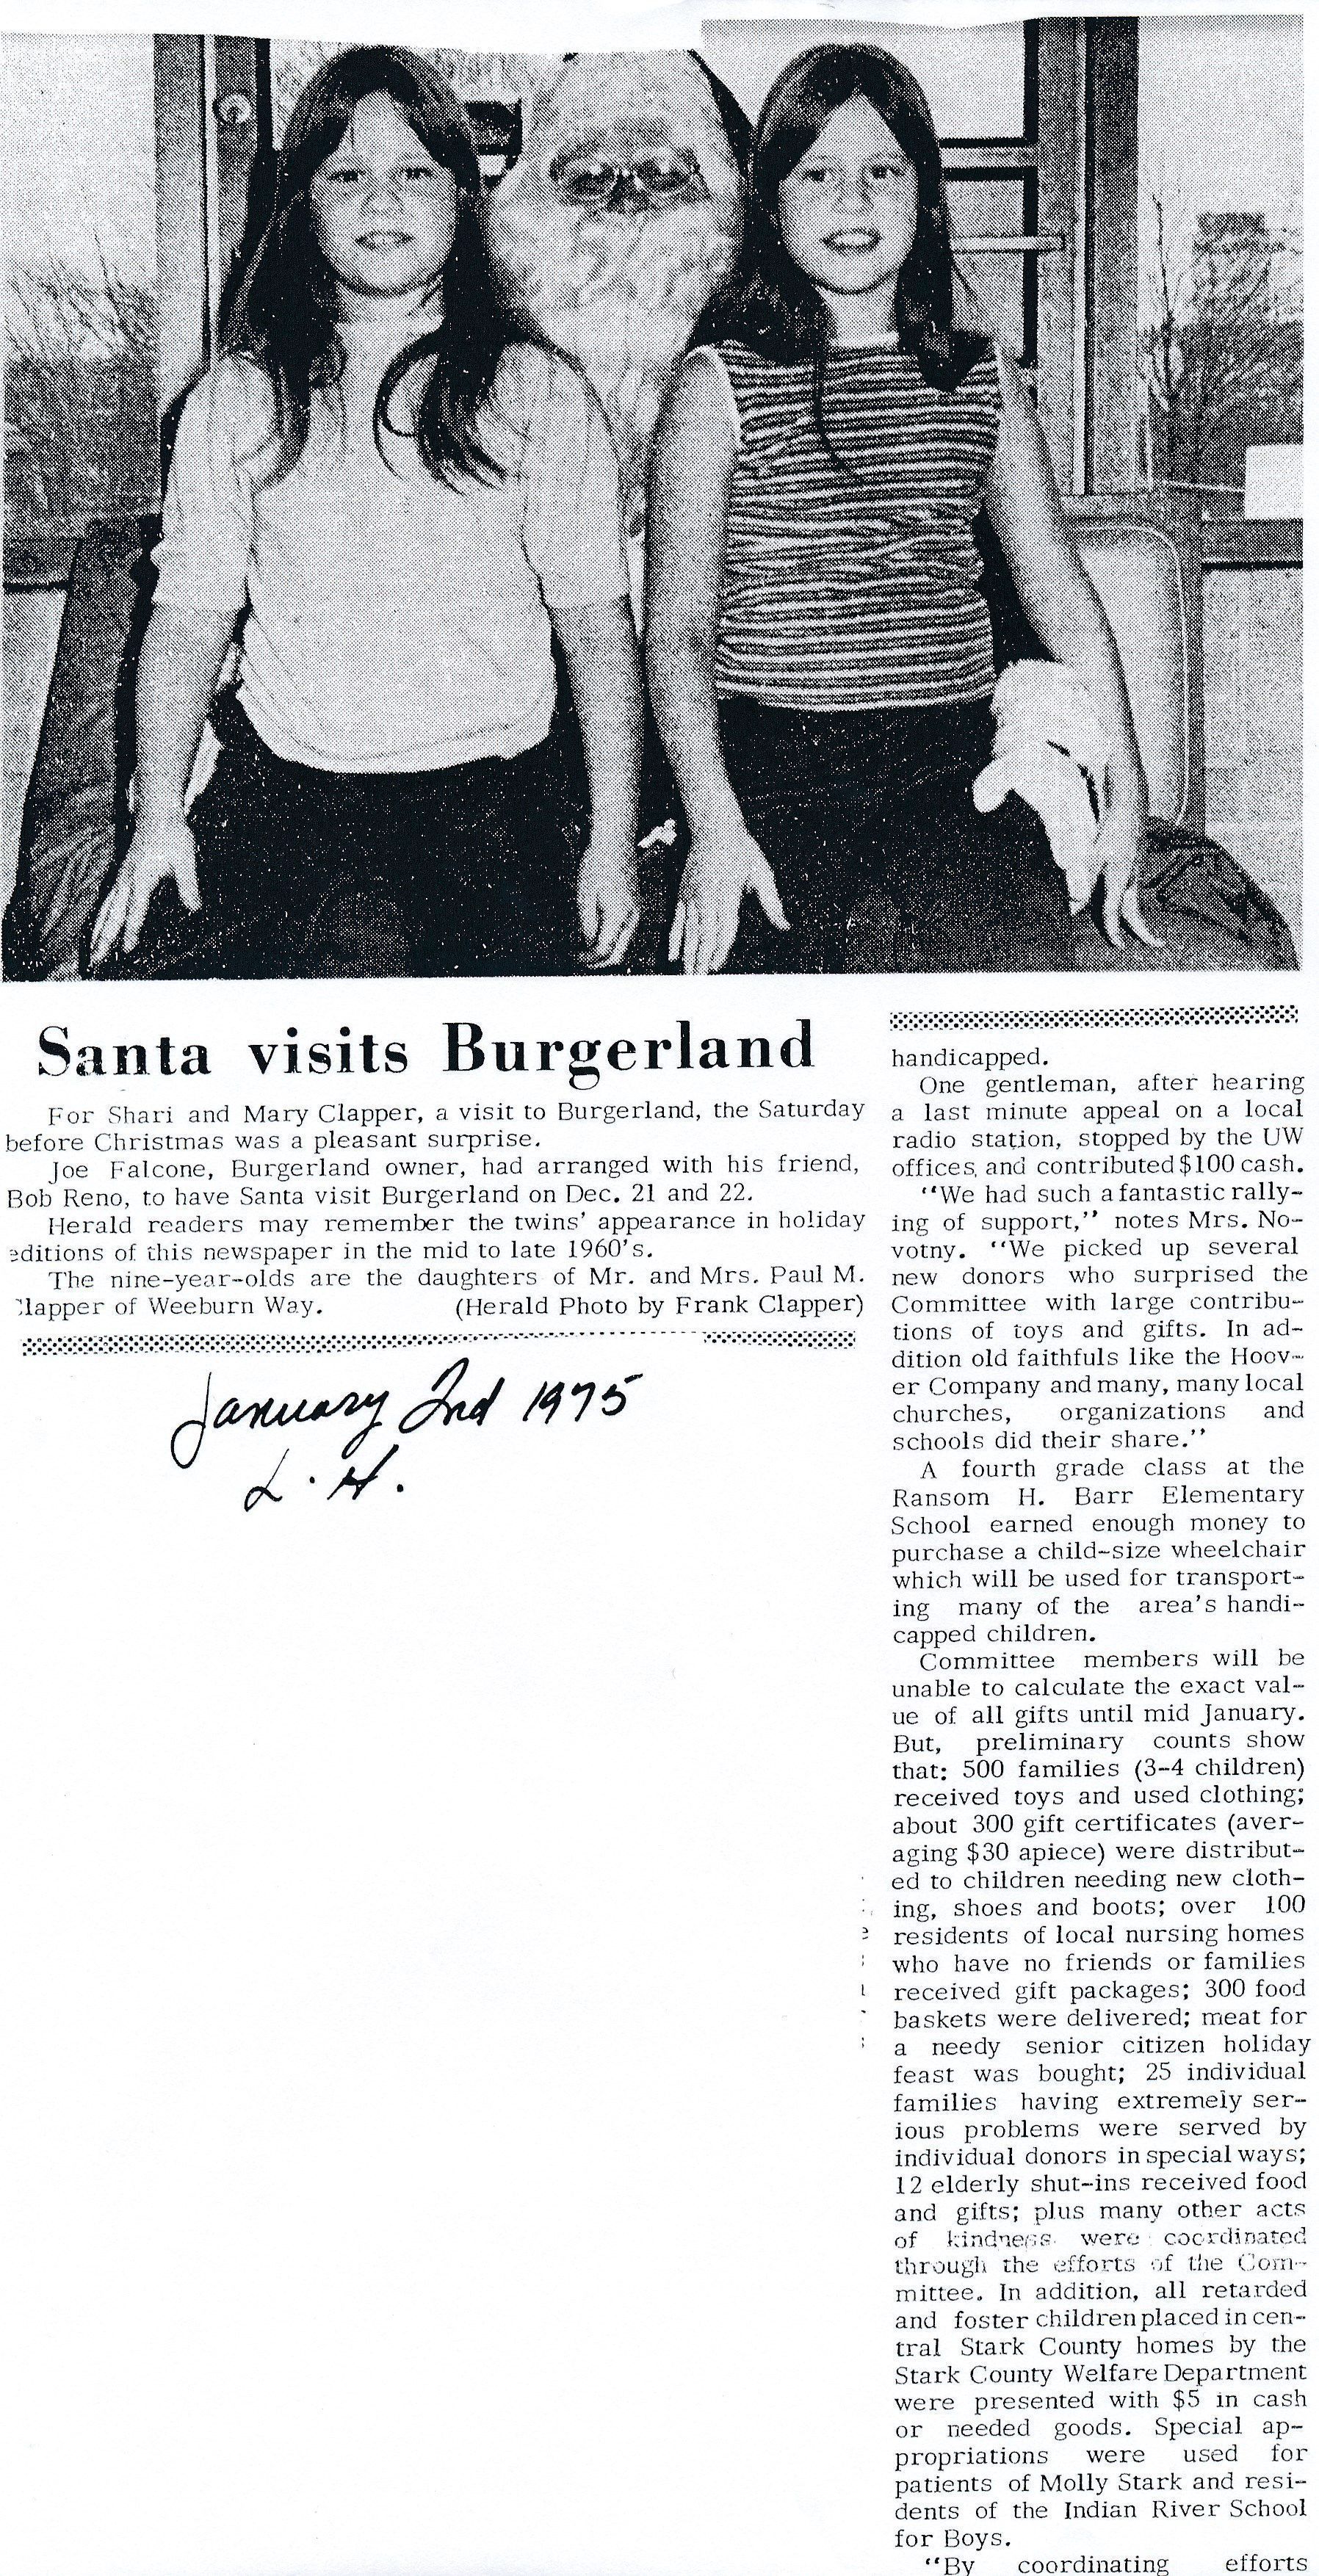 Santa visits Burgerland
For Shari and Mary Clapper, a visit to Burgerland, the Saturday
before Christmas was a pleasant surprise.
Joe Falcone, Burgerland owner, had arranged with his friend,
Bob Reno, to have Santa visit Burgerland on Dec. 21 and 22.
Herald readers may remember the twins' appearance in holiday
editions of this newspaper in the mid to late 1960's.
The nine-year-olds are the daughters of Mr. and Mrs. Paul M.
Clapper of Weeburn Way. (Herald Photo by Frank Clapper)
January 2nd 1975
L. H.
handicapped.
One gentleman, after hearing
a last minute appeal on a local
radio station, stopped by the UW
offices, and contributed $100 cash.
"We had such a fantastic rally-
ing of support," notes Mrs. No-
votny. "We picked up several
new donors who surprised the
Committee with large contribu-
tions of toys and gifts. In ad-
dition old faithfuls like the Hoov-
er Company and many, many local
churches, organizations and
schools did their share."
A fourth grade class at the
Ransom H. Barr Elementary
School earned enough money to
purchase a child-size wheelchair
which will be used for transport-
ing many of the area's handi-
capped children.
Committee members will be
unable to calculate the exact val-
ue of all gifts until mid January.
But, preliminary counts show
that: 500 families (3-4 children)
received toys and used clothing;
about 300 gift certificates (aver-
aging $30 apiece) were distribut-
ed to children needing new cloth-
ing, shoes and boots; over 100
residents of local nursing homes
who have no friends or families
received gift packages; 300 food
baskets were delivered; meat for
a needy senior citizen holiday
feast was bought; 25 individual
families having extremely ser-
ious problems were served by
individual donors in special ways;
12 elderly shut-ins received food
and gifts; plus many other acts
of kindness were coordinated
through the efforts of the Com-
mittee. In addition, all retarded
and foster children placed in cen-
tral Stark County homes by the
Stark County Welfare Department
were presented with $5 in cash
or needed goods. Special ap-
propriations were used for
patients of Molly Stark and resi-
dents of the Indian River School
for Boys.
"By coordinating efforts